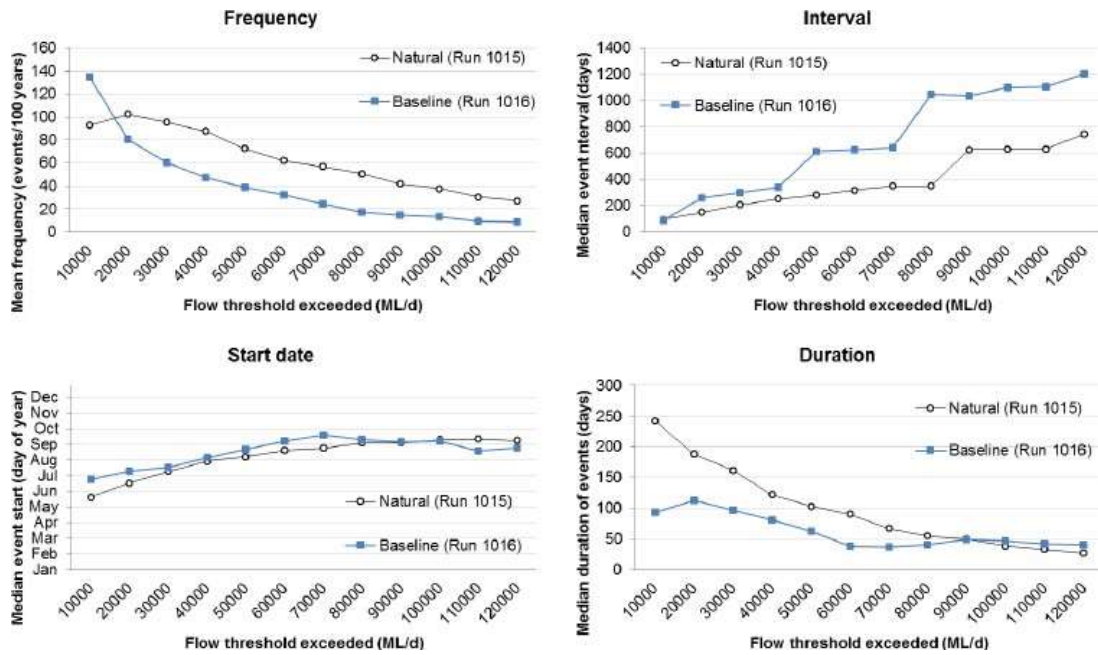 Frequency
Mean frequency (events/100 years)
160
140
120
100
80
60
40
20
0
Natural (Run 1015)
Baseline (Run 1016)
10000
20000
30000
40000
50000
60000
70000
80000
90000
100000
110000
120000
Flow threshold exceeded (ML/d)
Interval
Median event nterval (days)
1400
1200
1000
800
600
400
200
0
Natural (Run 1015)
Baseline (Run 1016)
10000
20000
30000
40000
50000
60000
70000
80000
90000
100000
110000
120000
Flow threshold exceeded (ML/d)
Start date
Median event start (day of year)
Dec
Nov
Oct
Sep
Aug
Jul
Jun
May
Apr
Mar
Feb
Jan
Natural (Run 1015)
Baseline (Run 1016)
10000
20000
30000
40000
50000
60000
70000
80000
90000
100000
110000
120000
Flow threshold exceeded (ML/d)
Duration
Median duration of events (days)
300
250
200
150
100
50
0
Natural (Run 1015)
Baseline (Run 1016)
10000
20000
30000
40000
50000
60000
70000
80000
90000
100000
110000
120000
Flow threshold exceeded (ML/d)